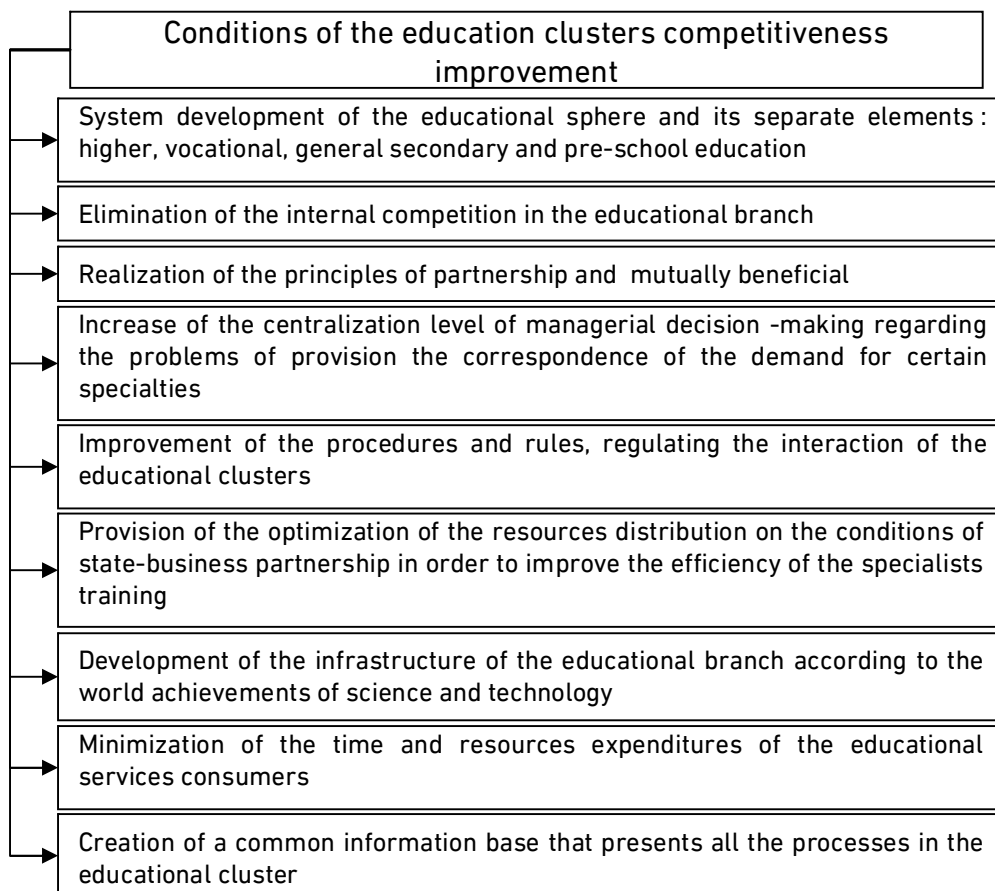 Conditions of the education clusters competitiveness
improvement
System development of the educational sphere and its separate elements :
higher, vocational, general secondary and pre-school education
Elimination of the internal competition in the educational branch
Realization of the principles of partnership and mutually beneficial
Increase of the centralization level of managerial decision -making regarding
the problems of provision the correspondence of the demand for certain
specialties
Improvement of the procedures and rules, regulating the interaction of the
educational clusters
Provision of the optimization of the resources distribution on the conditions of
state-business partnership in order to improve the efficiency of the specialists
training
Development of the infrastructure of the educational branch according to the
world achievements of science and technology
Minimization of the time and resources expenditures of the educational
services consumers
Creation of a common information base that presents all the processes in the
educational cluster